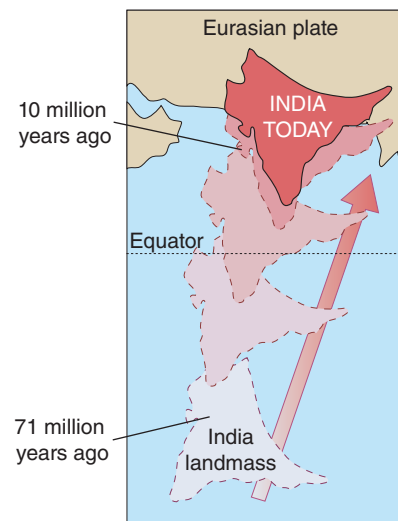 Eurasian plate
10 million
years ago
INDIA
TODAY
Equator
71 million
years ago
India
landmass